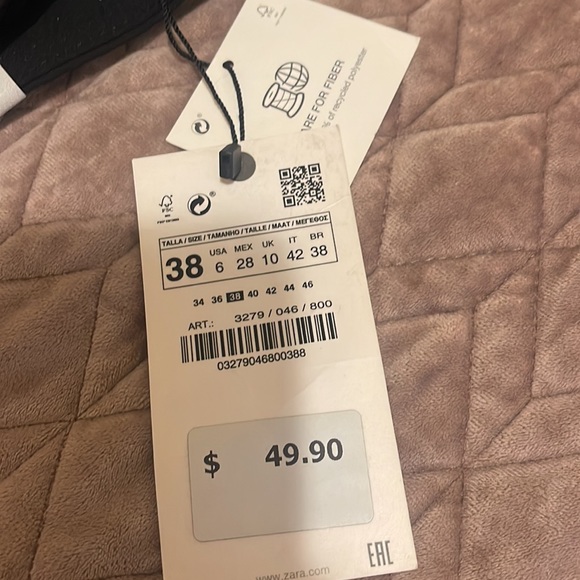 ARE FOR FIBER
% of recycled polyester
FSC
®
TALLA / SIZE / TAMANHO / TAILLE / MAAT / ΜΕΓΕΘΟΣ
38 USA MEX UK IT BR
6 28 10 42 38
34 36 38 40 42 44 46
ART.: 3279 / 046 / 800
03279046800388
$ 49.90
EAC
www.zara.com